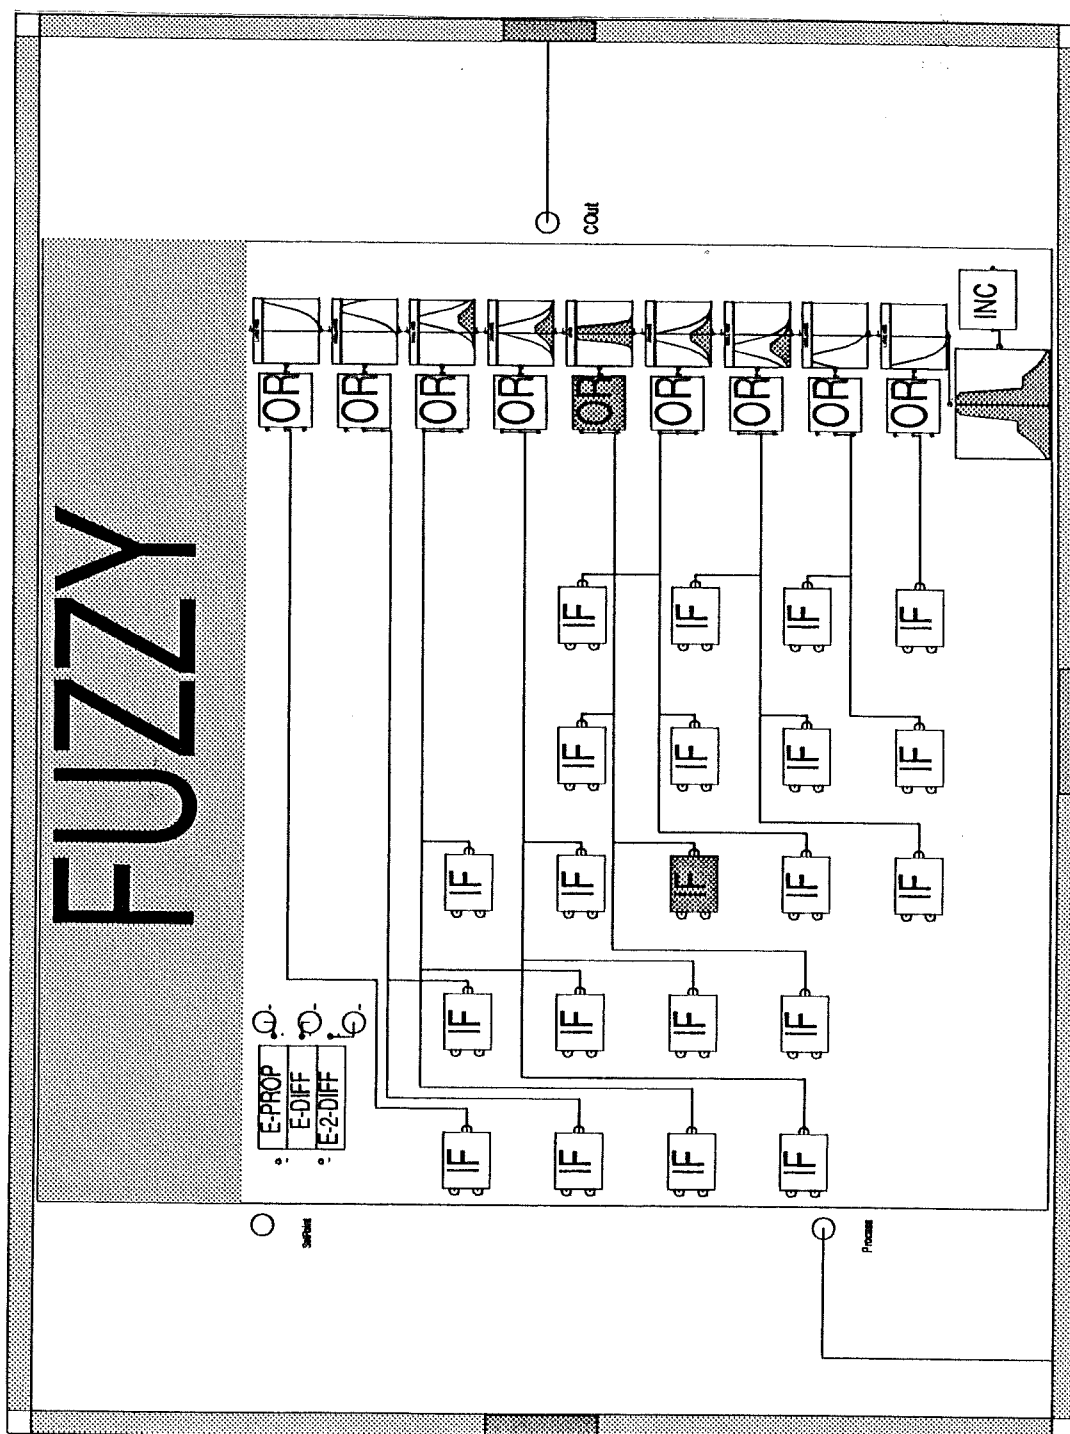 FUZZY
E-PROP
E-DIFF
E-2-DIFF
SetPoint
OR
OR
OR
IF
IF
IF
OR
IF
IF
IF
IF
IF
OR
COut
IF
IF
IF
IF
IF
OR
OR
IF
IF
IF
IF
IF
OR
Process
IF
IF
IF
IF
OR
INC